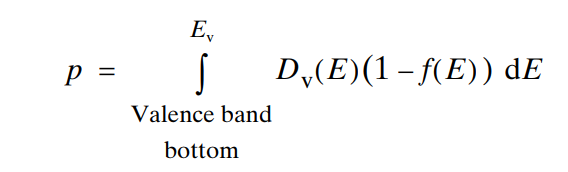 E_v
p = ∫ D_v(E)(1 – f(E)) dE
Valence band
bottom